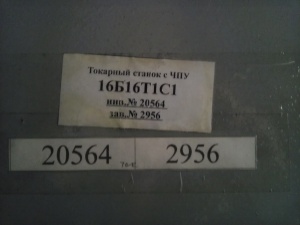 Токарный станок с ЧПУ
16Б16Т1С1
инв.№ 20564
зав.№ 2956
20564 2956